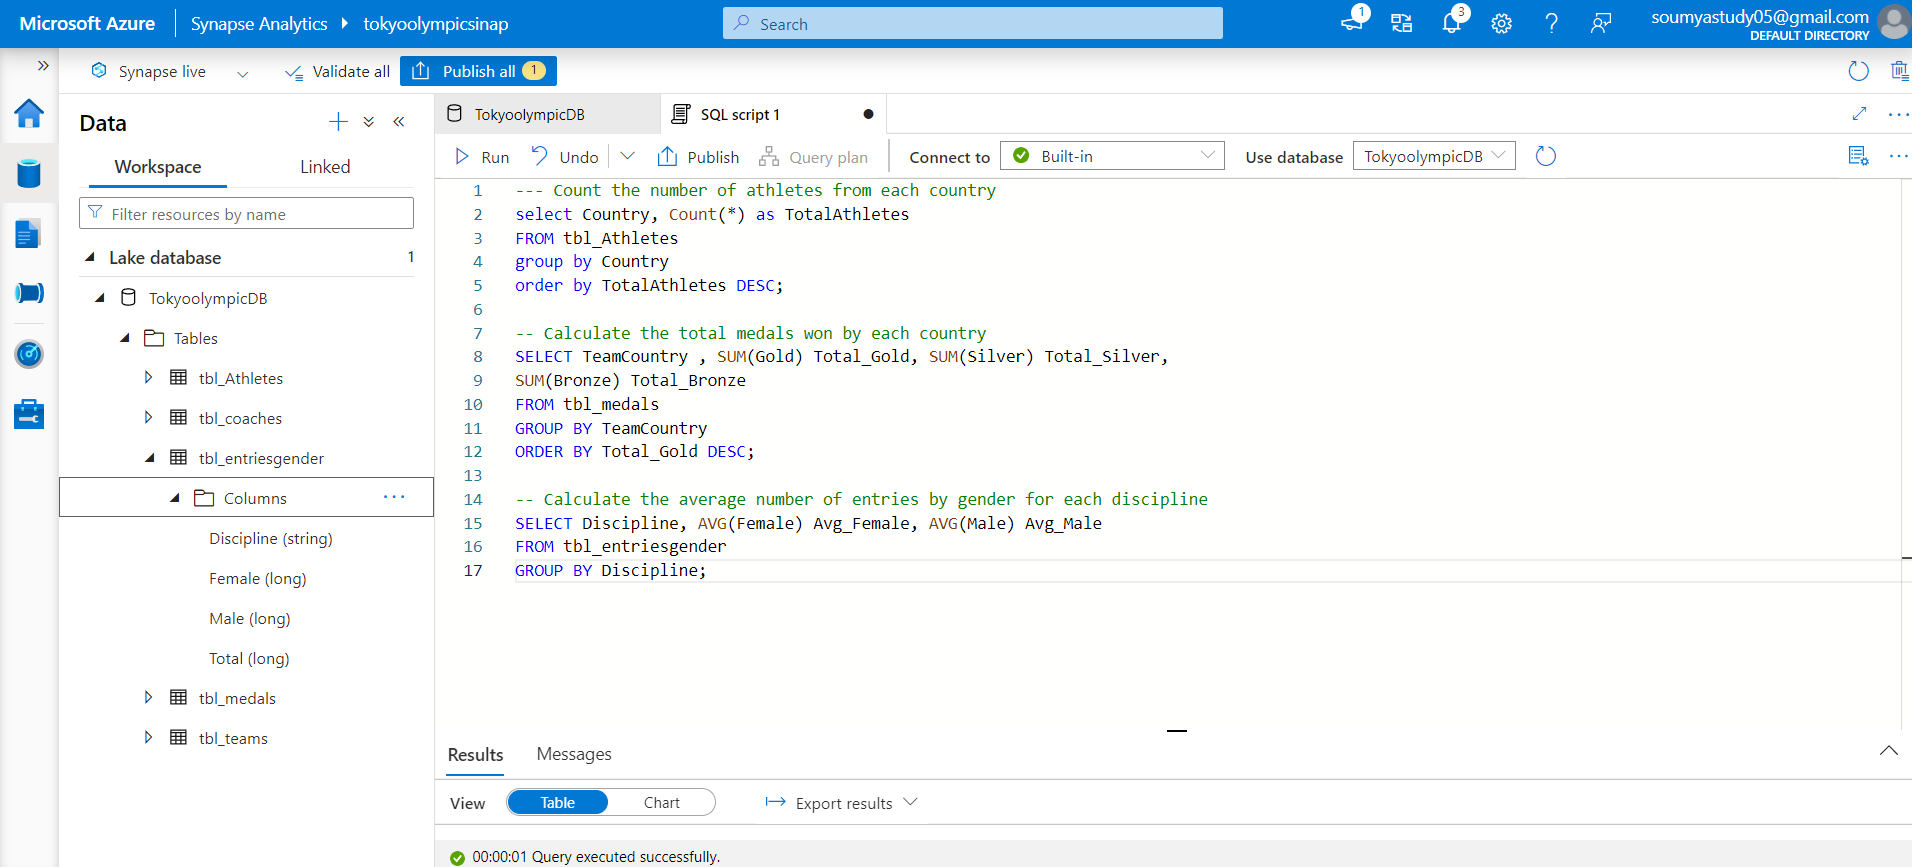 Microsoft Azure
Synapse Analytics
tokyoolympicsinap
Search
1
3
soumyastudy05@gmail.com
DEFAULT DIRECTORY
Synapse live
Validate all
Publish all 1
Data
Workspace
Linked
Filter resources by name
Lake database 1
TokyoolympicDB
Tables
tbl_Athletes
tbl_coaches
tbl_entriesgender
Columns
Discipline (string)
Female (long)
Male (long)
Total (long)
tbl_medals
tbl_teams
TokyoolympicDB
SQL script 1
Run
Undo
Publish
Query plan
Connect to
Built-in
Use database
TokyoolympicDB
1 --- Count the number of athletes from each country
2 select Country, Count(*) as TotalAthletes
3 FROM tbl_Athletes
4 group by Country
5 order by TotalAthletes DESC;
6
7 -- Calculate the total medals won by each country
8 SELECT TeamCountry , SUM(Gold) Total_Gold, SUM(Silver) Total_Silver,
9 SUM(Bronze) Total_Bronze
10 FROM tbl_medals
11 GROUP BY TeamCountry
12 ORDER BY Total_Gold DESC;
13
14 -- Calculate the average number of entries by gender for each discipline
15 SELECT Discipline, AVG(Female) Avg_Female, AVG(Male) Avg_Male
16 FROM tbl_entriesgender
17 GROUP BY Discipline;
Results
Messages
View
Table
Chart
Export results
00:00:01 Query executed successfully.